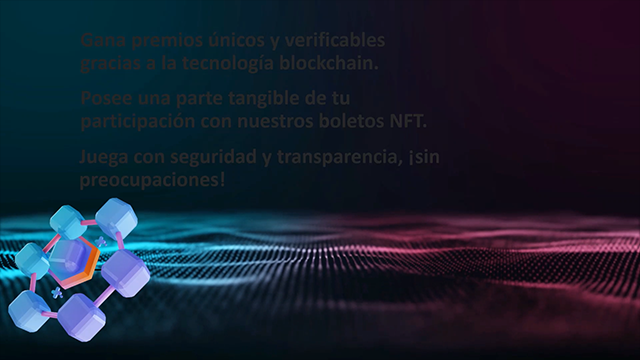 Gana premios únicos y verificables
gracias a la tecnología blockchain.
Posee una parte tangible de tu
participación con nuestros boletos NFT.
Juega con seguridad y transparencia, ¡sin
preocupaciones!